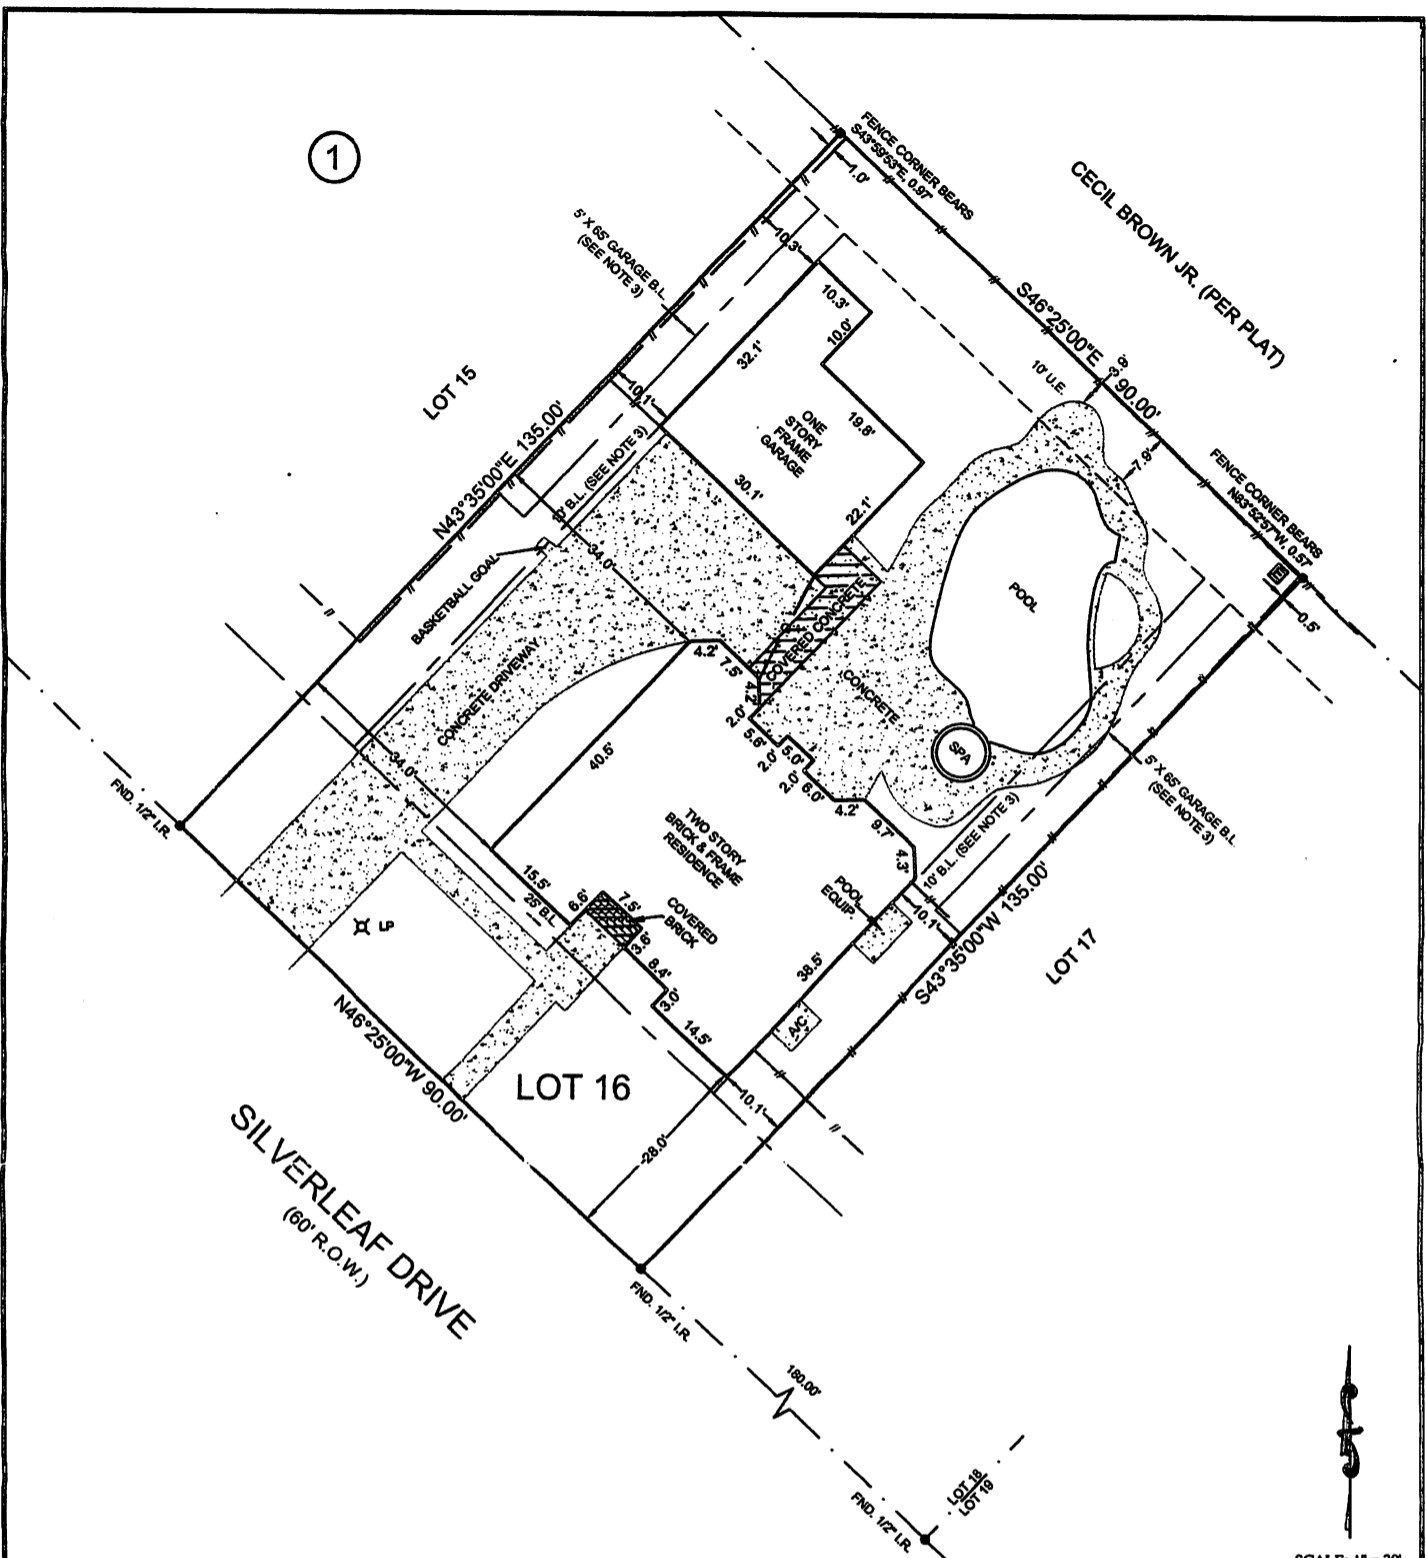 1
FENCE CORNER BEARS
S43°59'53"E, 0.97'
1.0'
CECIL BROWN JR. (PER PLAT)
5' X 65' GARAGE B.L.
(SEE NOTE 3)
10.3'
10.3'
10.0'
32.1'
S46°25'00"E 90.00'
10' U.E.
3.9'
LOT 15
10.1'
ONE
STORY
FRAME
GARAGE
19.8'
N43°35'00"E 135.00'
10' B.L. (SEE NOTE 3)
30.1'
22.1'
7.9'
FENCE CORNER BEARS
N63°52'57"W, 0.57'
E
0.5'
34.0'
BASKETBALL GOAL
POOL
COVERED CONCRETE
CONCRETE DRIVEWAY
CONCRETE
4.2'
7.5'
4.2'
2.0'
5.6'
2.0'
5.0'
2.0'
6.0'
4.2'
9.7'
4.3'
SPA
5' X 65' GARAGE B.L.
(SEE NOTE 3)
34.0'
40.5'
FND. 1/2" I.R.
TWO STORY
BRICK & FRAME
RESIDENCE
10' B.L. (SEE NOTE 3)
POOL
EQUIP.
10.1'
15.5'
25' B.L.
6.6'
7.5'
COVERED
BRICK
LP
8.4'
3.0'
14.5'
38.5'
A/C
S43°35'00"W 135.00'
LOT 17
N46°25'00"W 90.00'
LOT 16
10.1'
28.0'
SILVERLEAF DRIVE
(60' R.O.W.)
FND. 1/2" I.R.
180.00'
LOT 18
LOT 19
FND. 1/2" I.R.